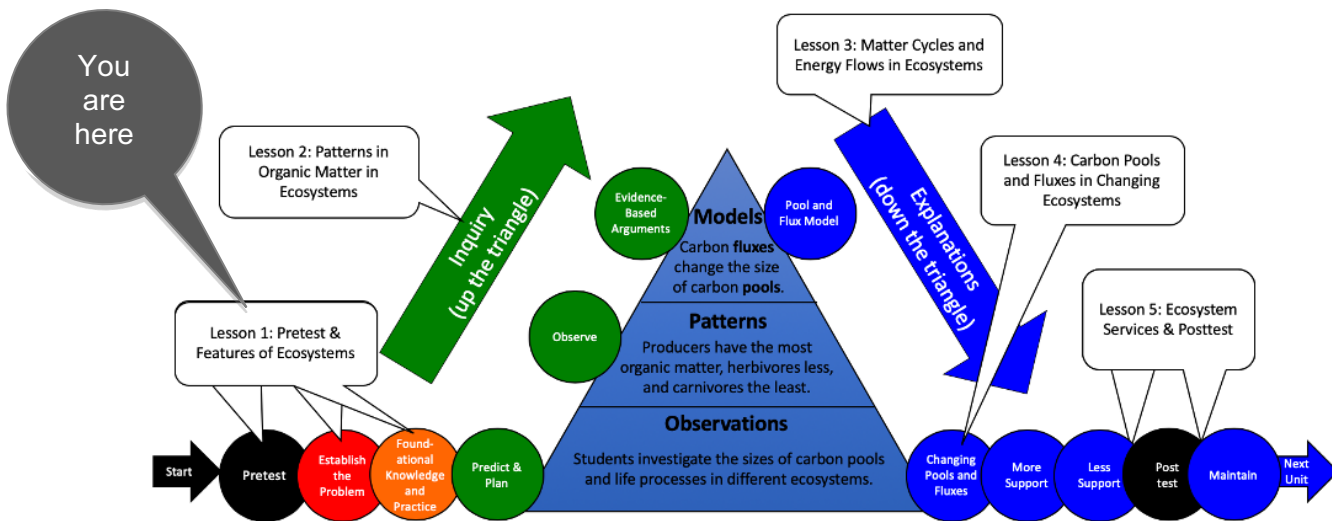 You
are
here
Lesson 2: Patterns in
Organic Matter in
Ecosystems
Lesson 1: Pretest &
Features of Ecosystems
Inquiry
(up the triangle)
Start
Pretest
Establish
the
Problem
Found-
ational
Knowledge
and
Practice
Predict &
Plan
Observe
Evidence-
Based
Arguments
Models
Carbon fluxes
change the size
of carbon pools.
Patterns
Producers have the most
organic matter, herbivores less,
and carnivores the least.
Observations
Students investigate the sizes of carbon pools
and life processes in different ecosystems.
Pool and
Flux Model
Explanations
(down the triangle)
Lesson 3: Matter Cycles and
Energy Flows in Ecosystems
Lesson 4: Carbon Pools
and Fluxes in Changing
Ecosystems
Lesson 5: Ecosystem
Services & Posttest
Changing
Pools and
Fluxes
More
Support
Less
Support
Post
test
Maintain
Next
Unit